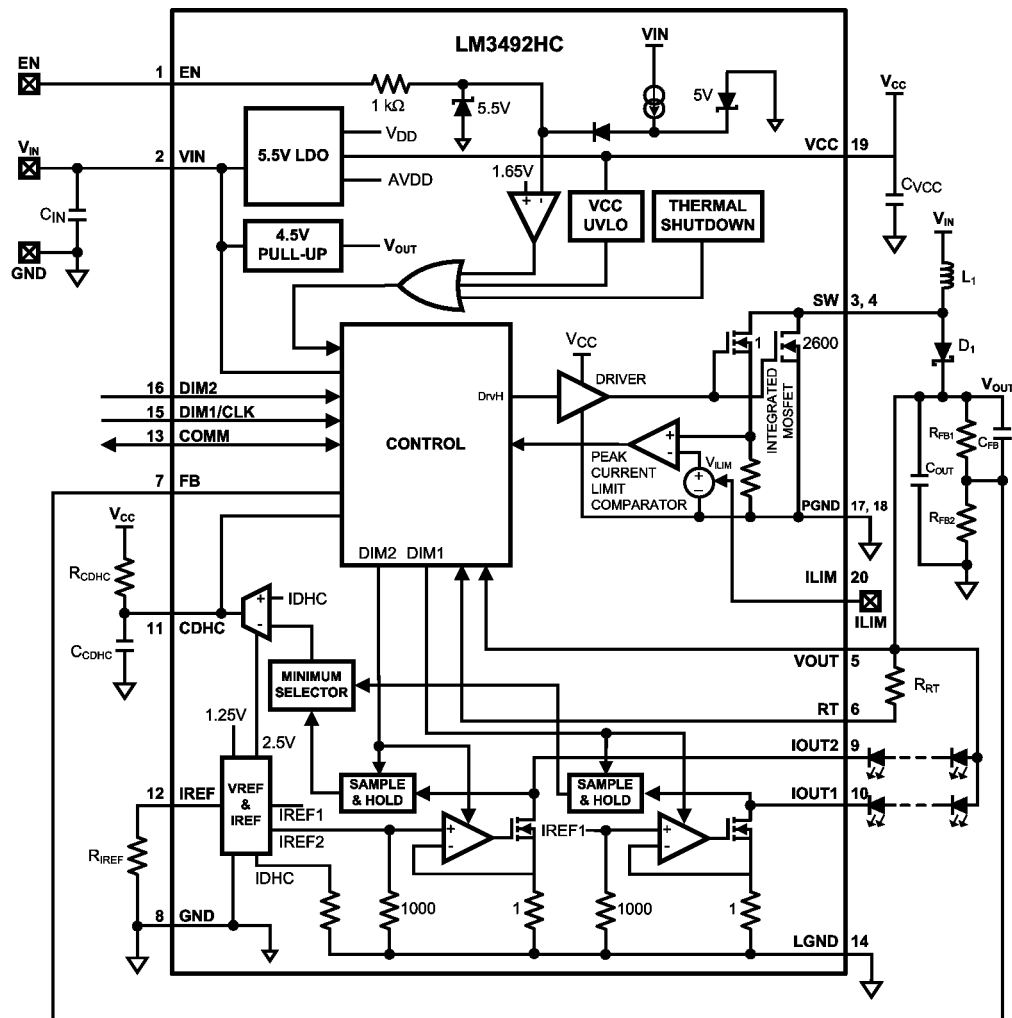 LM3492HC
VIN
EN
1 EN
1 kΩ
5.5V
5V
VCC
VIN
2 VIN
5.5V LDO
VDD
AVDD
VCC 19
CVCC
1.65V
+ -
CIN
VCC
UVLO
THERMAL
SHUTDOWN
4.5V
PULL-UP
VOUT
GND
VIN
L1
SW 3, 4
VCC
1
2600
D1
DRIVER
DrvH
INTEGRATED
MOSFET
16 DIM2
15 DIM1/CLK
13 COMM
CONTROL
VOUT
RFB1
CFB
+
-
VILIM
+
–
PEAK
CURRENT
LIMIT
COMPARATOR
COUT
7 FB
PGND 17, 18
RFB2
VCC
DIM2 DIM1
RCDHC
ILIM 20
ILIM
+
IDHC
-
11 CDHC
CCDHC
VOUT 5
MINIMUM
SELECTOR
RRT
RT 6
1.25V
2.5V
IOUT2 9
VREF
&
IREF
SAMPLE
& HOLD
SAMPLE
& HOLD
12 IREF
IOUT1 10
IREF1
IREF2
+
-
IREF1
+
-
RIREF
IDHC
1000
1
1000
1
8 GND
LGND 14